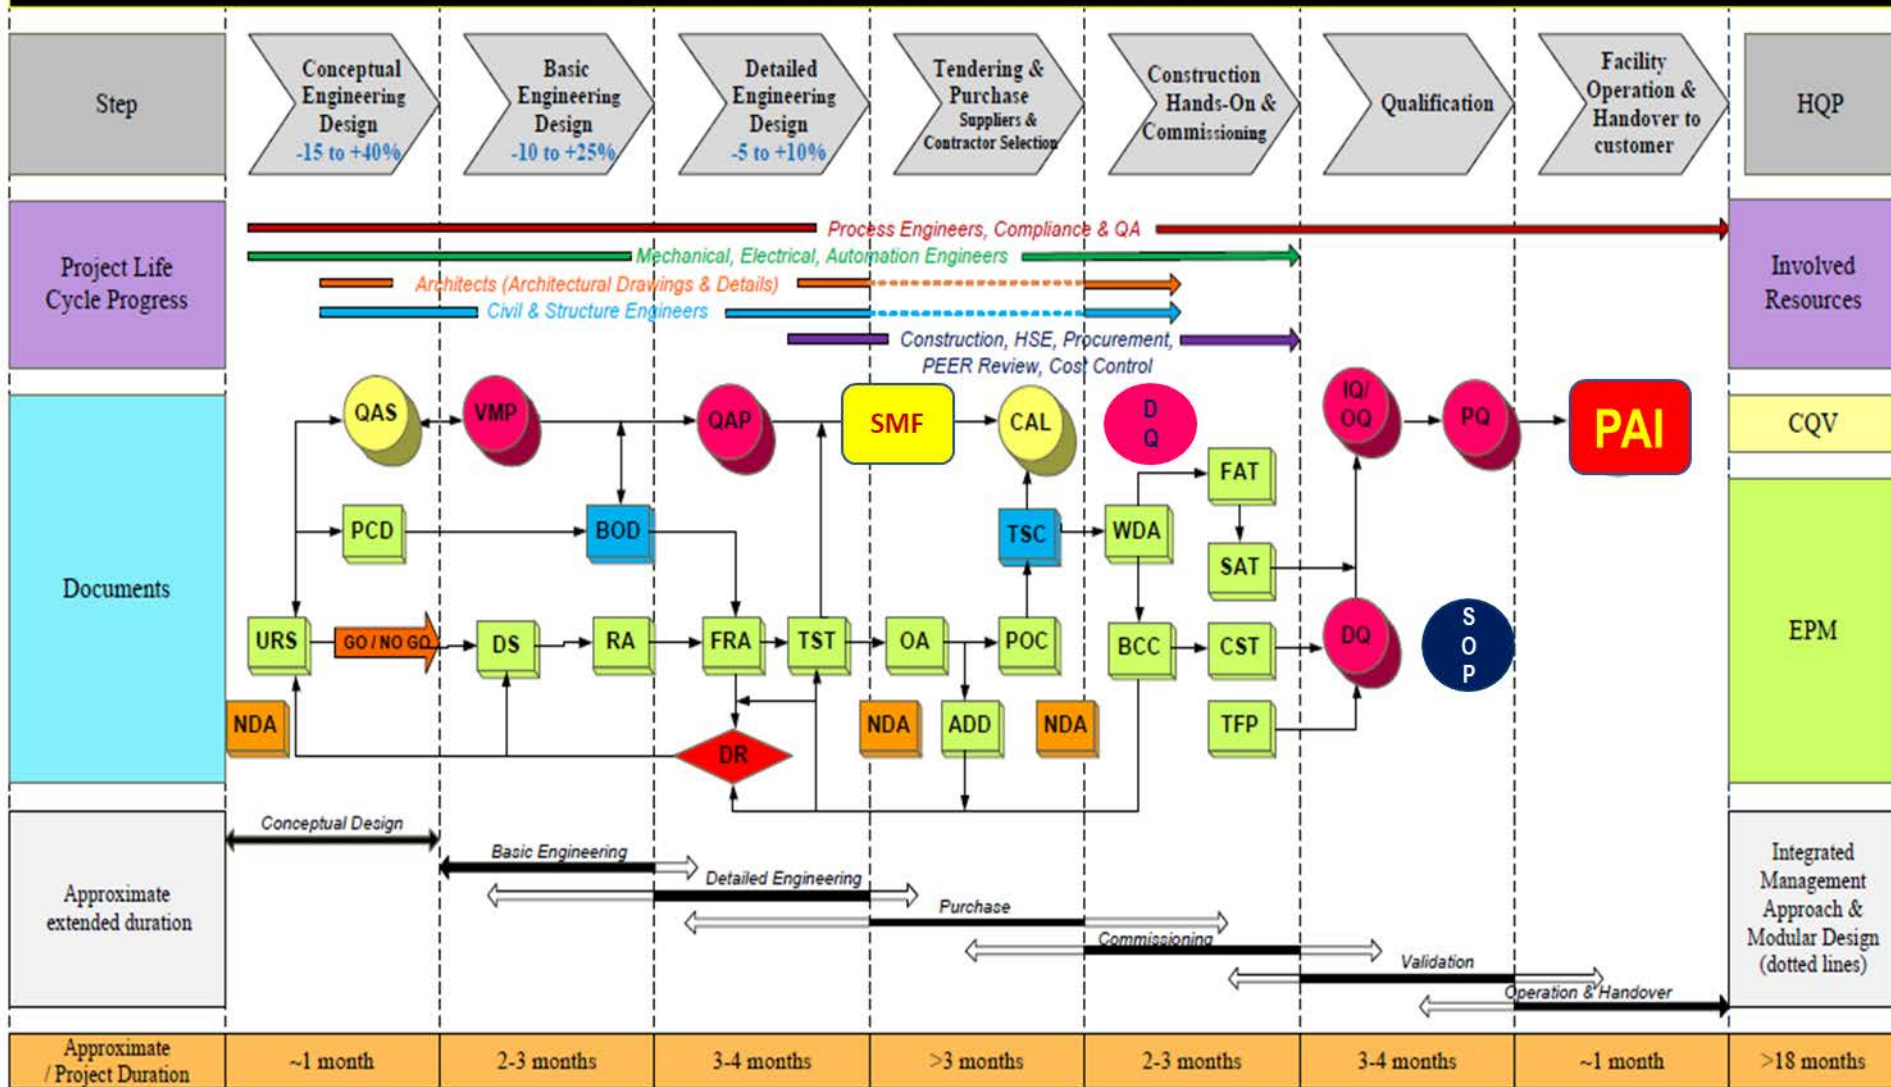 Step
Conceptual
Engineering
Design
-15 to +40%
Basic
Engineering
Design
-10 to +25%
Detailed
Engineering
Design
-5 to +10%
Tendering &
Purchase
Suppliers &
Contractor Selection
Construction
Hands-On &
Commissioning
Qualification
Facility
Operation &
Handover to
customer
HQP
Project Life
Cycle Progress
Process Engineers, Compliance & QA
Mechanical, Electrical, Automation Engineers
Architects (Architectural Drawings & Details)
Civil & Structure Engineers
Construction, HSE, Procurement,
PEER Review, Cost Control
Involved
Resources
Documents
QAS
VMP
QAP
SMF
CAL
D
Q
IQ/
OQ
PQ
PAI
CQV
FAT
PCD
BOD
TSC
WDA
SAT
URS
GO / NO GO
DS
RA
FRA
TST
OA
POC
BCC
CST
DQ
S
O
P
EPM
NDA
DR
NDA
ADD
NDA
TFP
Approximate
extended duration
Conceptual Design
Basic Engineering
Detailed Engineering
Purchase
Commissioning
Validation
Operation & Handover
Integrated
Management
Approach &
Modular Design
(dotted lines)
Approximate
/ Project Duration
~1 month
2-3 months
3-4 months
>3 months
2-3 months
3-4 months
~1 month
>18 months